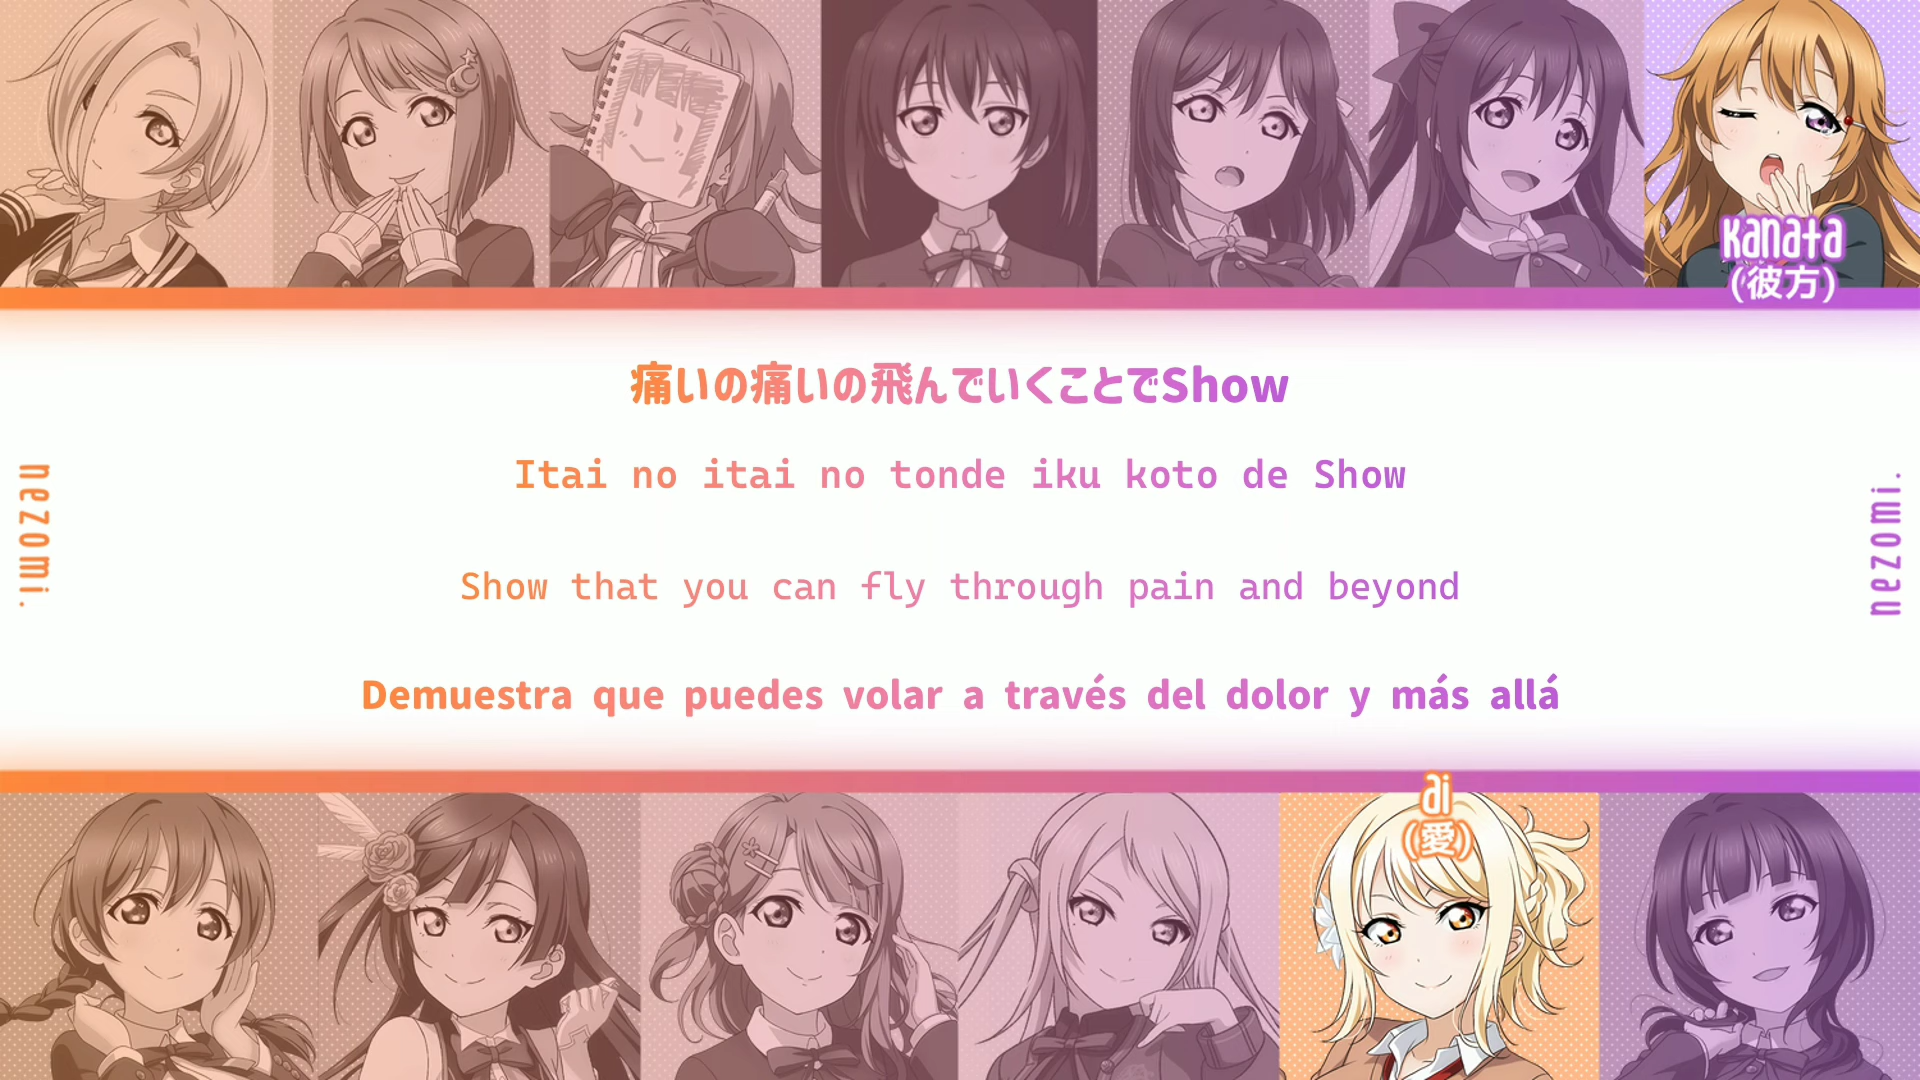 Kanata
(彼方)
痛いの痛いの飛んでいくことでShow
Itai no itai no tonde iku koto de Show
Show that you can fly through pain and beyond
Demuestra que puedes volar a través del dolor y más allá
nezomi.
nezomi.
ai
(愛)